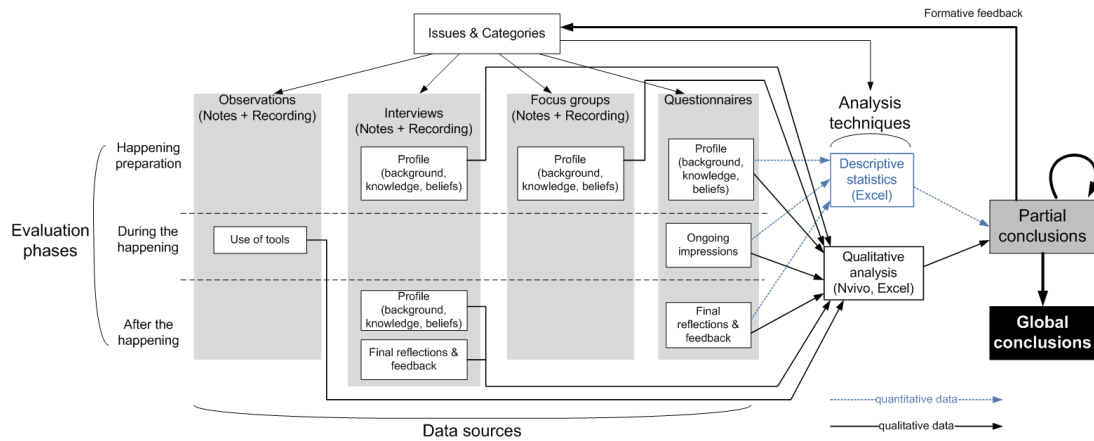 Formative feedback
Issues & Categories
Observations
(Notes + Recording)
Interviews
(Notes + Recording)
Focus groups
(Notes + Recording)
Questionnaires
Analysis
techniques
Evaluation
phases
Happening
preparation
Profile
(background,
knowledge, beliefs)
Profile
(background,
knowledge, beliefs)
Profile
(background,
knowledge,
beliefs)
Descriptive
statistics
(Excel)
During the
happening
Use of tools
Ongoing
impressions
Qualitative
analysis
(Nvivo, Excel)
Partial
conclusions
After the
happening
Profile
(background,
knowledge, beliefs)
Final reflections &
feedback
Final
reflections &
feedback
Global
conclusions
quantitative data
qualitative data
Data sources